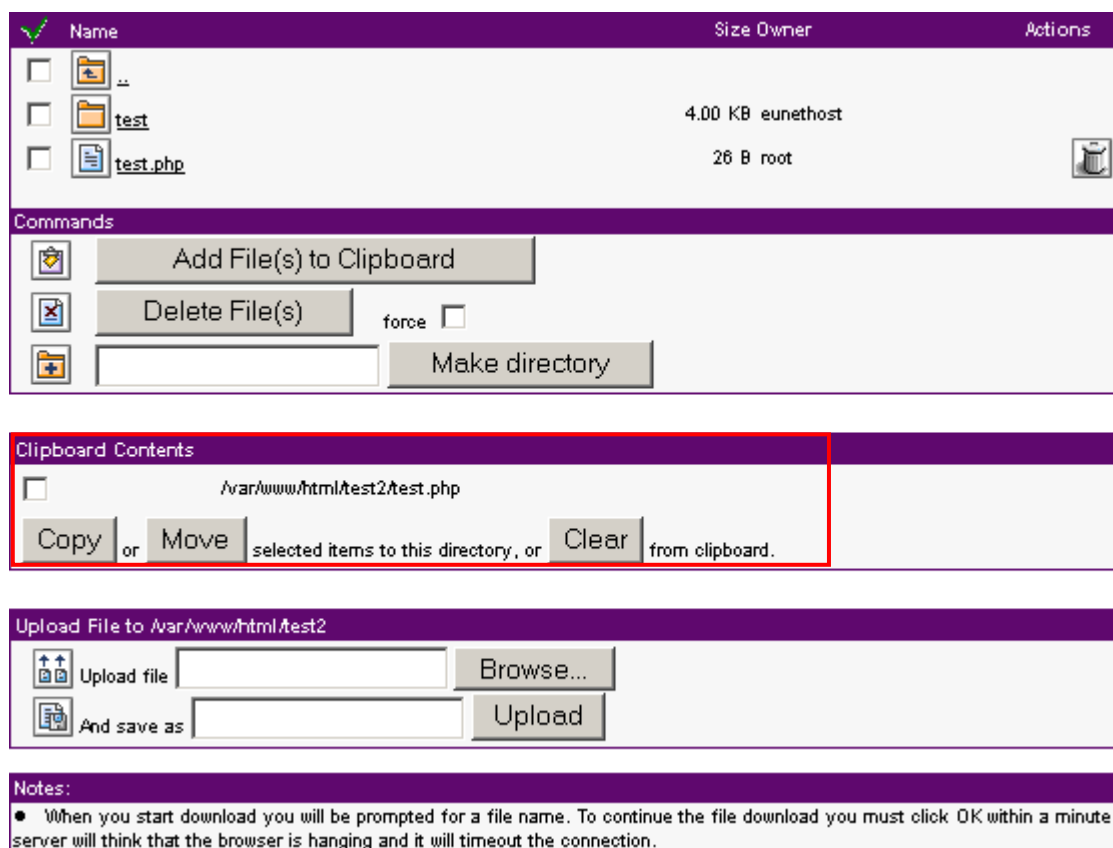 Name Size Owner Actions
..
test 4.00 KB eunethost
test.php 26 B root
Commands
Add File(s) to Clipboard
Delete File(s) force
Make directory
Clipboard Contents
/var/www/html/test2/test.php
Copy or Move selected items to this directory, or Clear from clipboard.
Upload File to /var/www/html/test2
Upload file Browse...
And save as Upload
Notes:
● When you start download you will be prompted for a file name. To continue the file download you must click OK within a minute
server will think that the browser is hanging and it will timeout the connection.